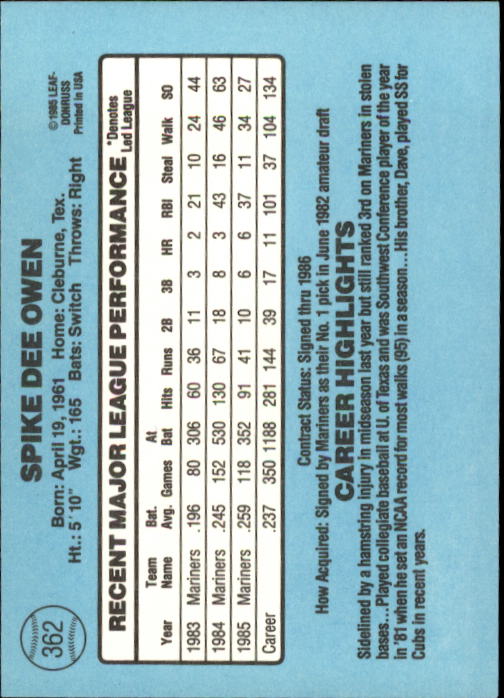 362
SPIKE DEE OWEN
Born: April 19, 1961 Home: Cleburne, Tex.
Ht.: 5'10" Wgt.: 165 Bats: Switch Throws: Right
© 1985 LEAF-
DONRUSS
Printed in USA
RECENT MAJOR LEAGUE PERFORMANCE *Denotes
Led League
Team Bat. At
Year Name Avg. Games Bat Hits Runs 2B 3B HR RBI Steal Walk SO
1983 Mariners .196 80 306 60 36 11 3 2 21 10 24 44
1984 Mariners .245 152 530 130 67 18 8 3 43 16 46 63
1985 Mariners .259 118 352 91 41 10 6 6 37 11 34 27
Career .237 350 1188 281 144 39 17 11 101 37 104 134
Contract Status: Signed thru 1986
How Acquired: Signed by Mariners as their No. 1 pick in June 1982 amateur draft
CAREER HIGHLIGHTS
Sidelined by a hamstring injury in midseason last year but still ranked 3rd on Mariners in stolen
bases...Played collegiate baseball at U. of Texas and was Southwest Conference player of the year
in '81 when he set an NCAA record for most walks (95) in a season...His brother, Dave, played SS for
Cubs in recent years.